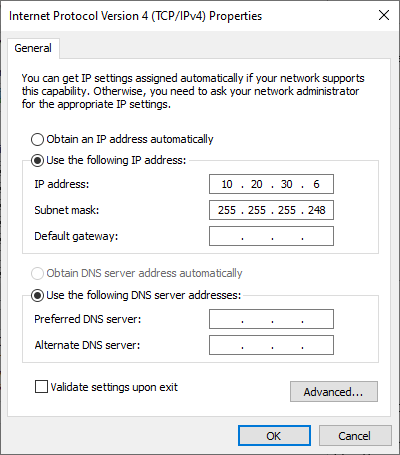 Internet Protocol Version 4 (TCP/IPv4) Properties
General
You can get IP settings assigned automatically if your network supports
this capability. Otherwise, you need to ask your network administrator
for the appropriate IP settings.
Obtain an IP address automatically
Use the following IP address:
IP address: 10 . 20 . 30 . 6
Subnet mask: 255 . 255 . 255 . 248
Default gateway: . . .
Obtain DNS server address automatically
Use the following DNS server addresses:
Preferred DNS server: . . .
Alternate DNS server: . . .
Validate settings upon exit
Advanced...
OK Cancel